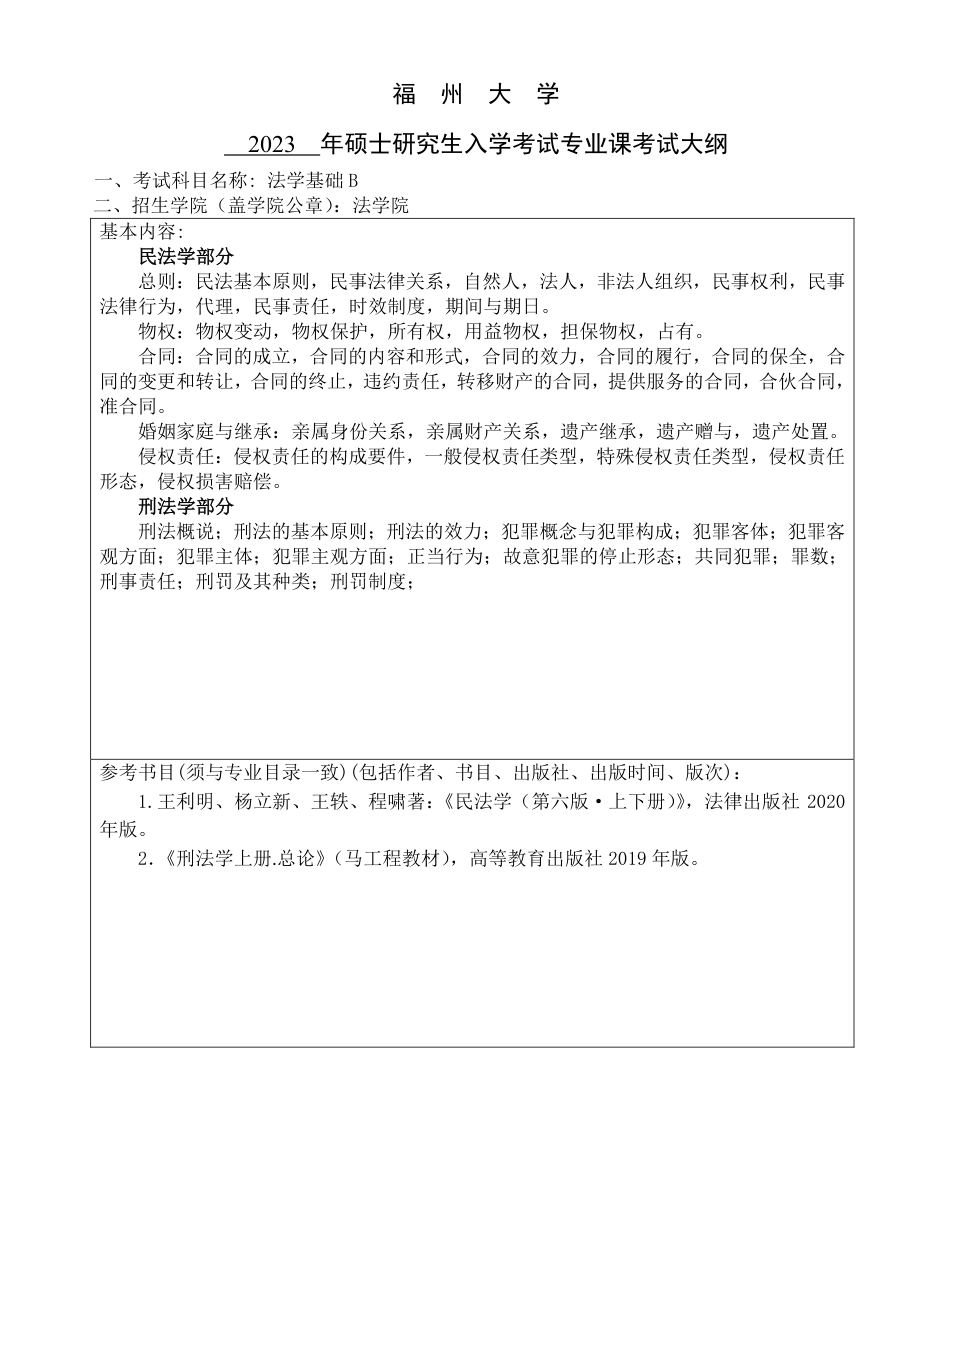 福 州 大 学
2023 年硕士研究生入学考试专业课考试大纲
一、考试科目名称: 法学基础 B
二、招生学院（盖学院公章）：法学院
基本内容:
民法学部分
总则：民法基本原则，民事法律关系，自然人，法人，非法人组织，民事权利，民事
法律行为，代理，民事责任，时效制度，期间与期日。
物权：物权变动，物权保护，所有权，用益物权，担保物权，占有。
合同：合同的成立，合同的内容和形式，合同的效力，合同的履行，合同的保全，合
同的变更和转让，合同的终止，违约责任，转移财产的合同，提供服务的合同，合伙合同，
准合同。
婚姻家庭与继承：亲属身份关系，亲属财产关系，遗产继承，遗产赠与，遗产处置。
侵权责任：侵权责任的构成要件，一般侵权责任类型，特殊侵权责任类型，侵权责任
形态，侵权损害赔偿。
刑法学部分
刑法概说；刑法的基本原则；刑法的效力；犯罪概念与犯罪构成；犯罪客体；犯罪客
观方面；犯罪主体；犯罪主观方面；正当行为；故意犯罪的停止形态；共同犯罪；罪数；
刑事责任；刑罚及其种类；刑罚制度；
参考书目(须与专业目录一致)(包括作者、书目、出版社、出版时间、版次)：
1.王利明、杨立新、王轶、程啸著：《民法学（第六版·上下册）》，法律出版社 2020
年版。
2.《刑法学上册.总论》（马工程教材），高等教育出版社 2019 年版。